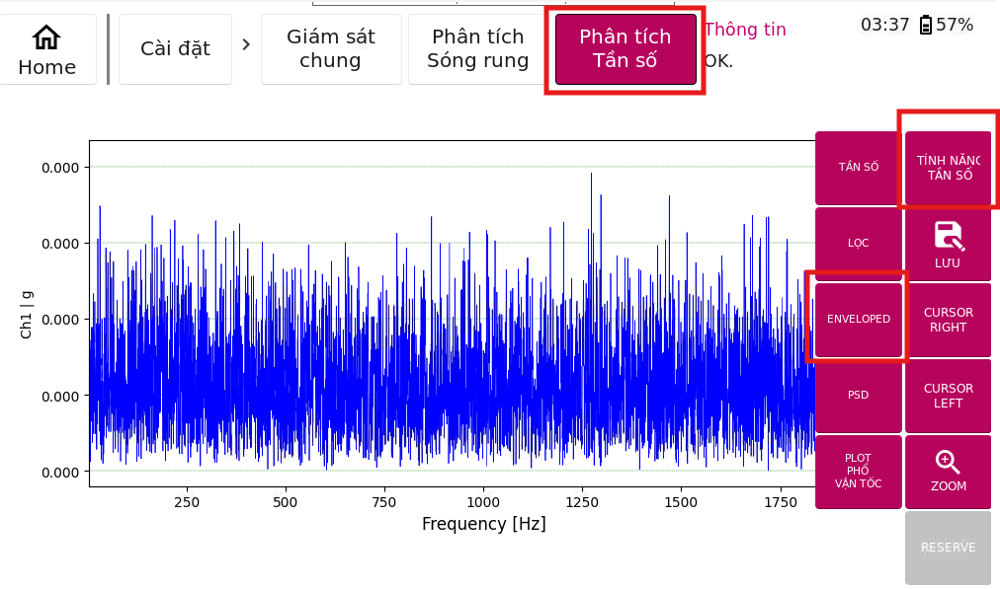 Home
Cài đặt
Giám sát
chung
Phân tích
Sóng rung
Phân tích
Tần số
Thông tin
OK.
03:37
57%
0.000
0.000
0.000
0.000
0.000
Ch1 | g
250
500
750
1000
1250
1500
1750
Frequency [Hz]
TẦN SỐ
LỌC
ENVELOPED
PSD
PLOT
PHỔ
VẬN TỐC
TÍNH NĂNG
TẦN SỐ
LƯU
CURSOR
RIGHT
CURSOR
LEFT
ZOOM
RESERVE